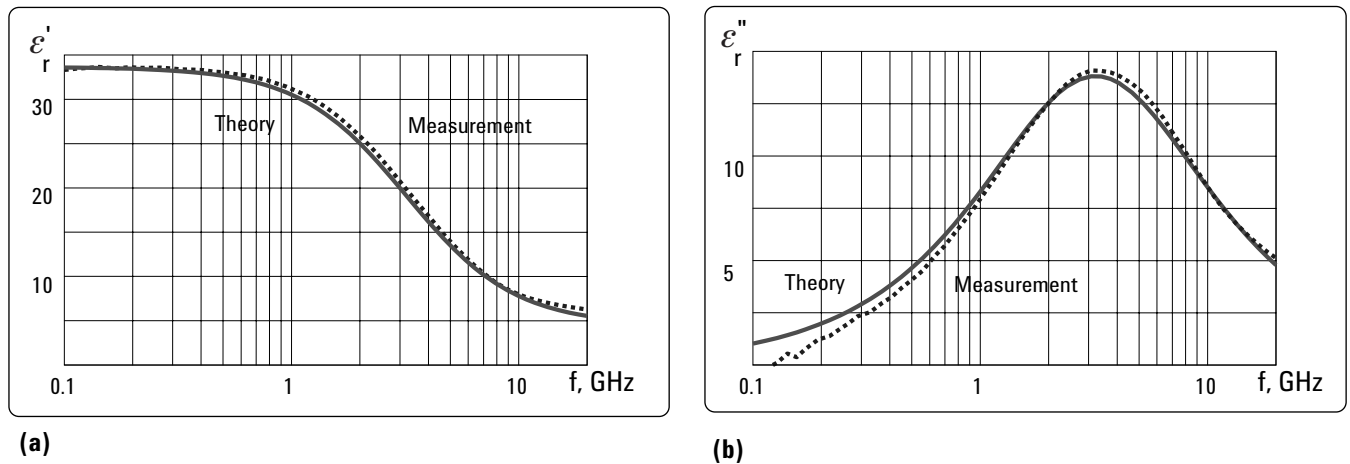 ε'
r
30
20
10
Theory
Measurement
0.1
1
10
f, GHz
(a)
ε"
r
10
5
Theory
Measurement
0.1
1
10
f, GHz
(b)